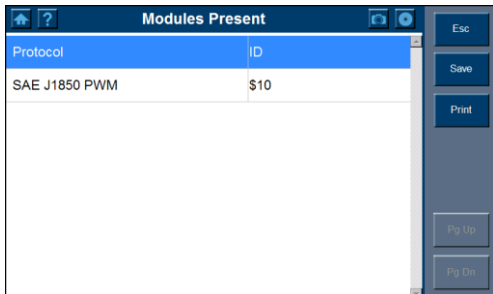 ? Modules Present
Esc
Protocol ID
Save
SAE J1850 PWM $10
Print
Pg Up
Pg Dn